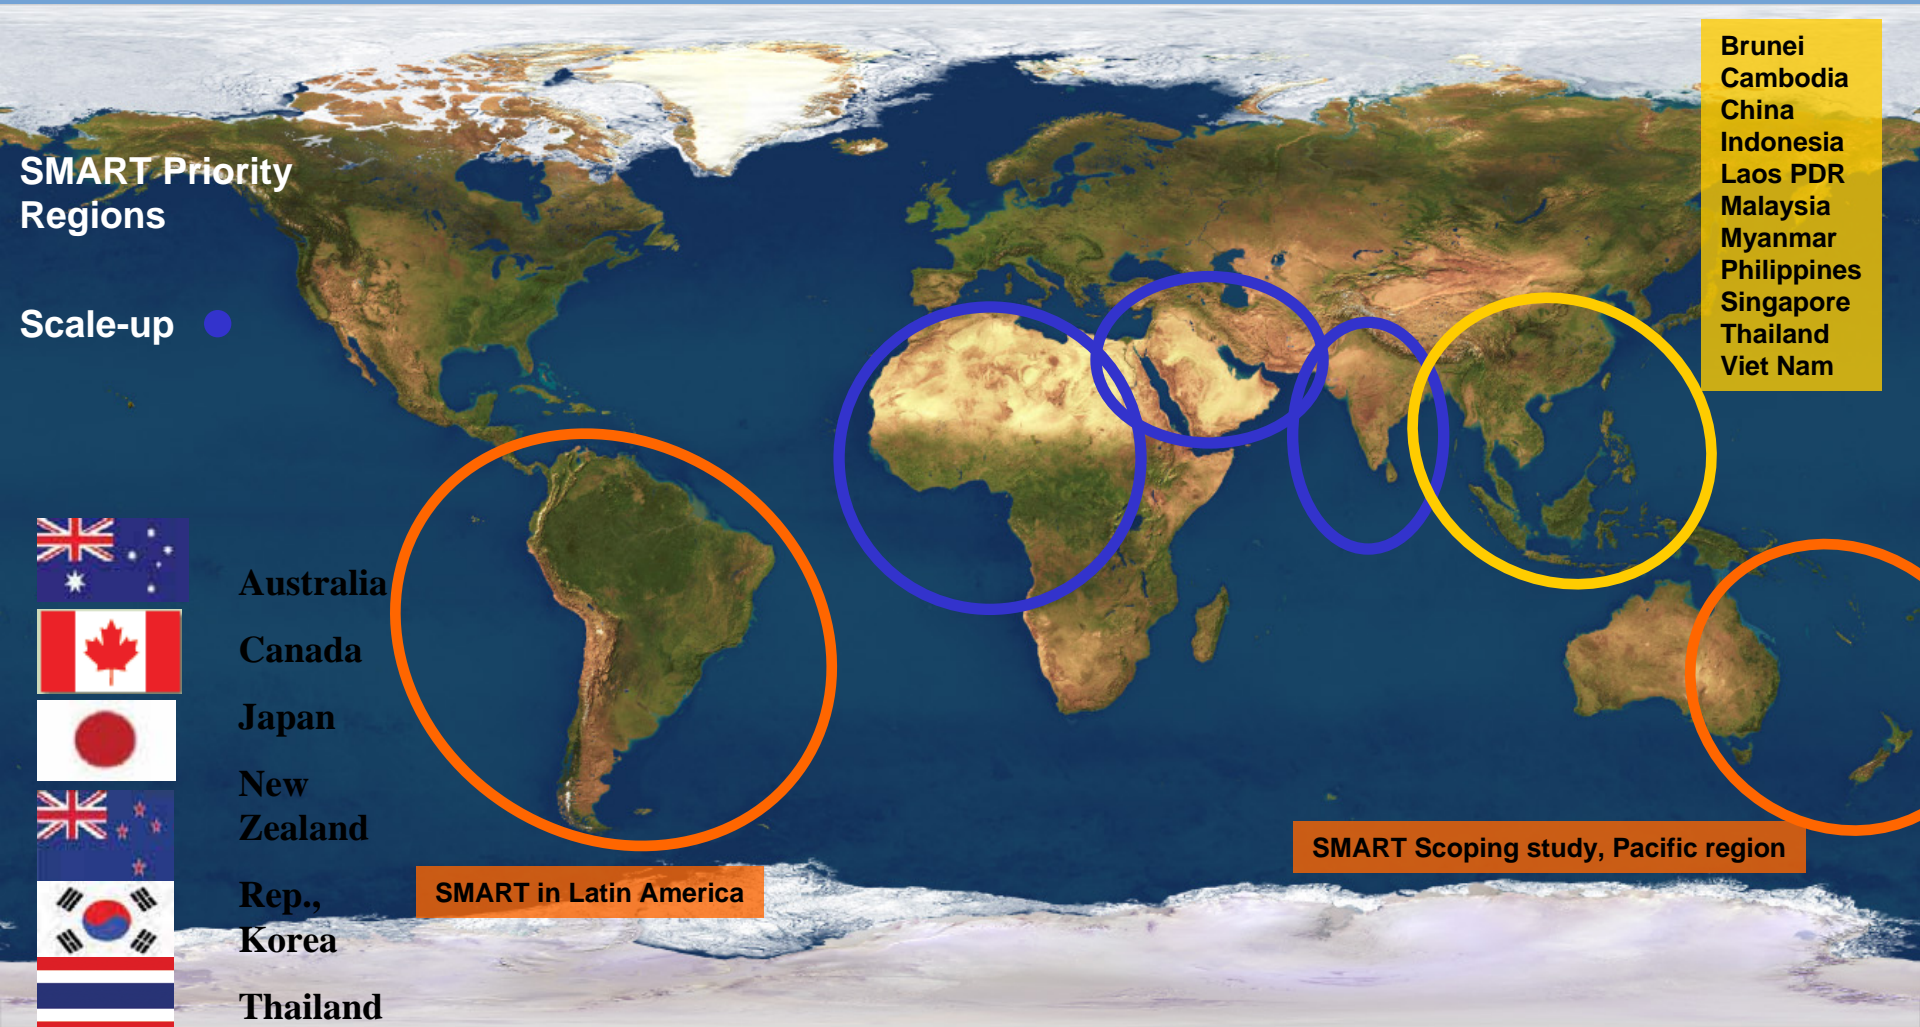 SMART Priority
Regions
Scale-up
Brunei
Cambodia
China
Indonesia
Laos PDR
Malaysia
Myanmar
Philippines
Singapore
Thailand
Viet Nam
Australia
Canada
Japan
New
Zealand
Rep.,
Korea
Thailand
SMART in Latin America
SMART Scoping study, Pacific region